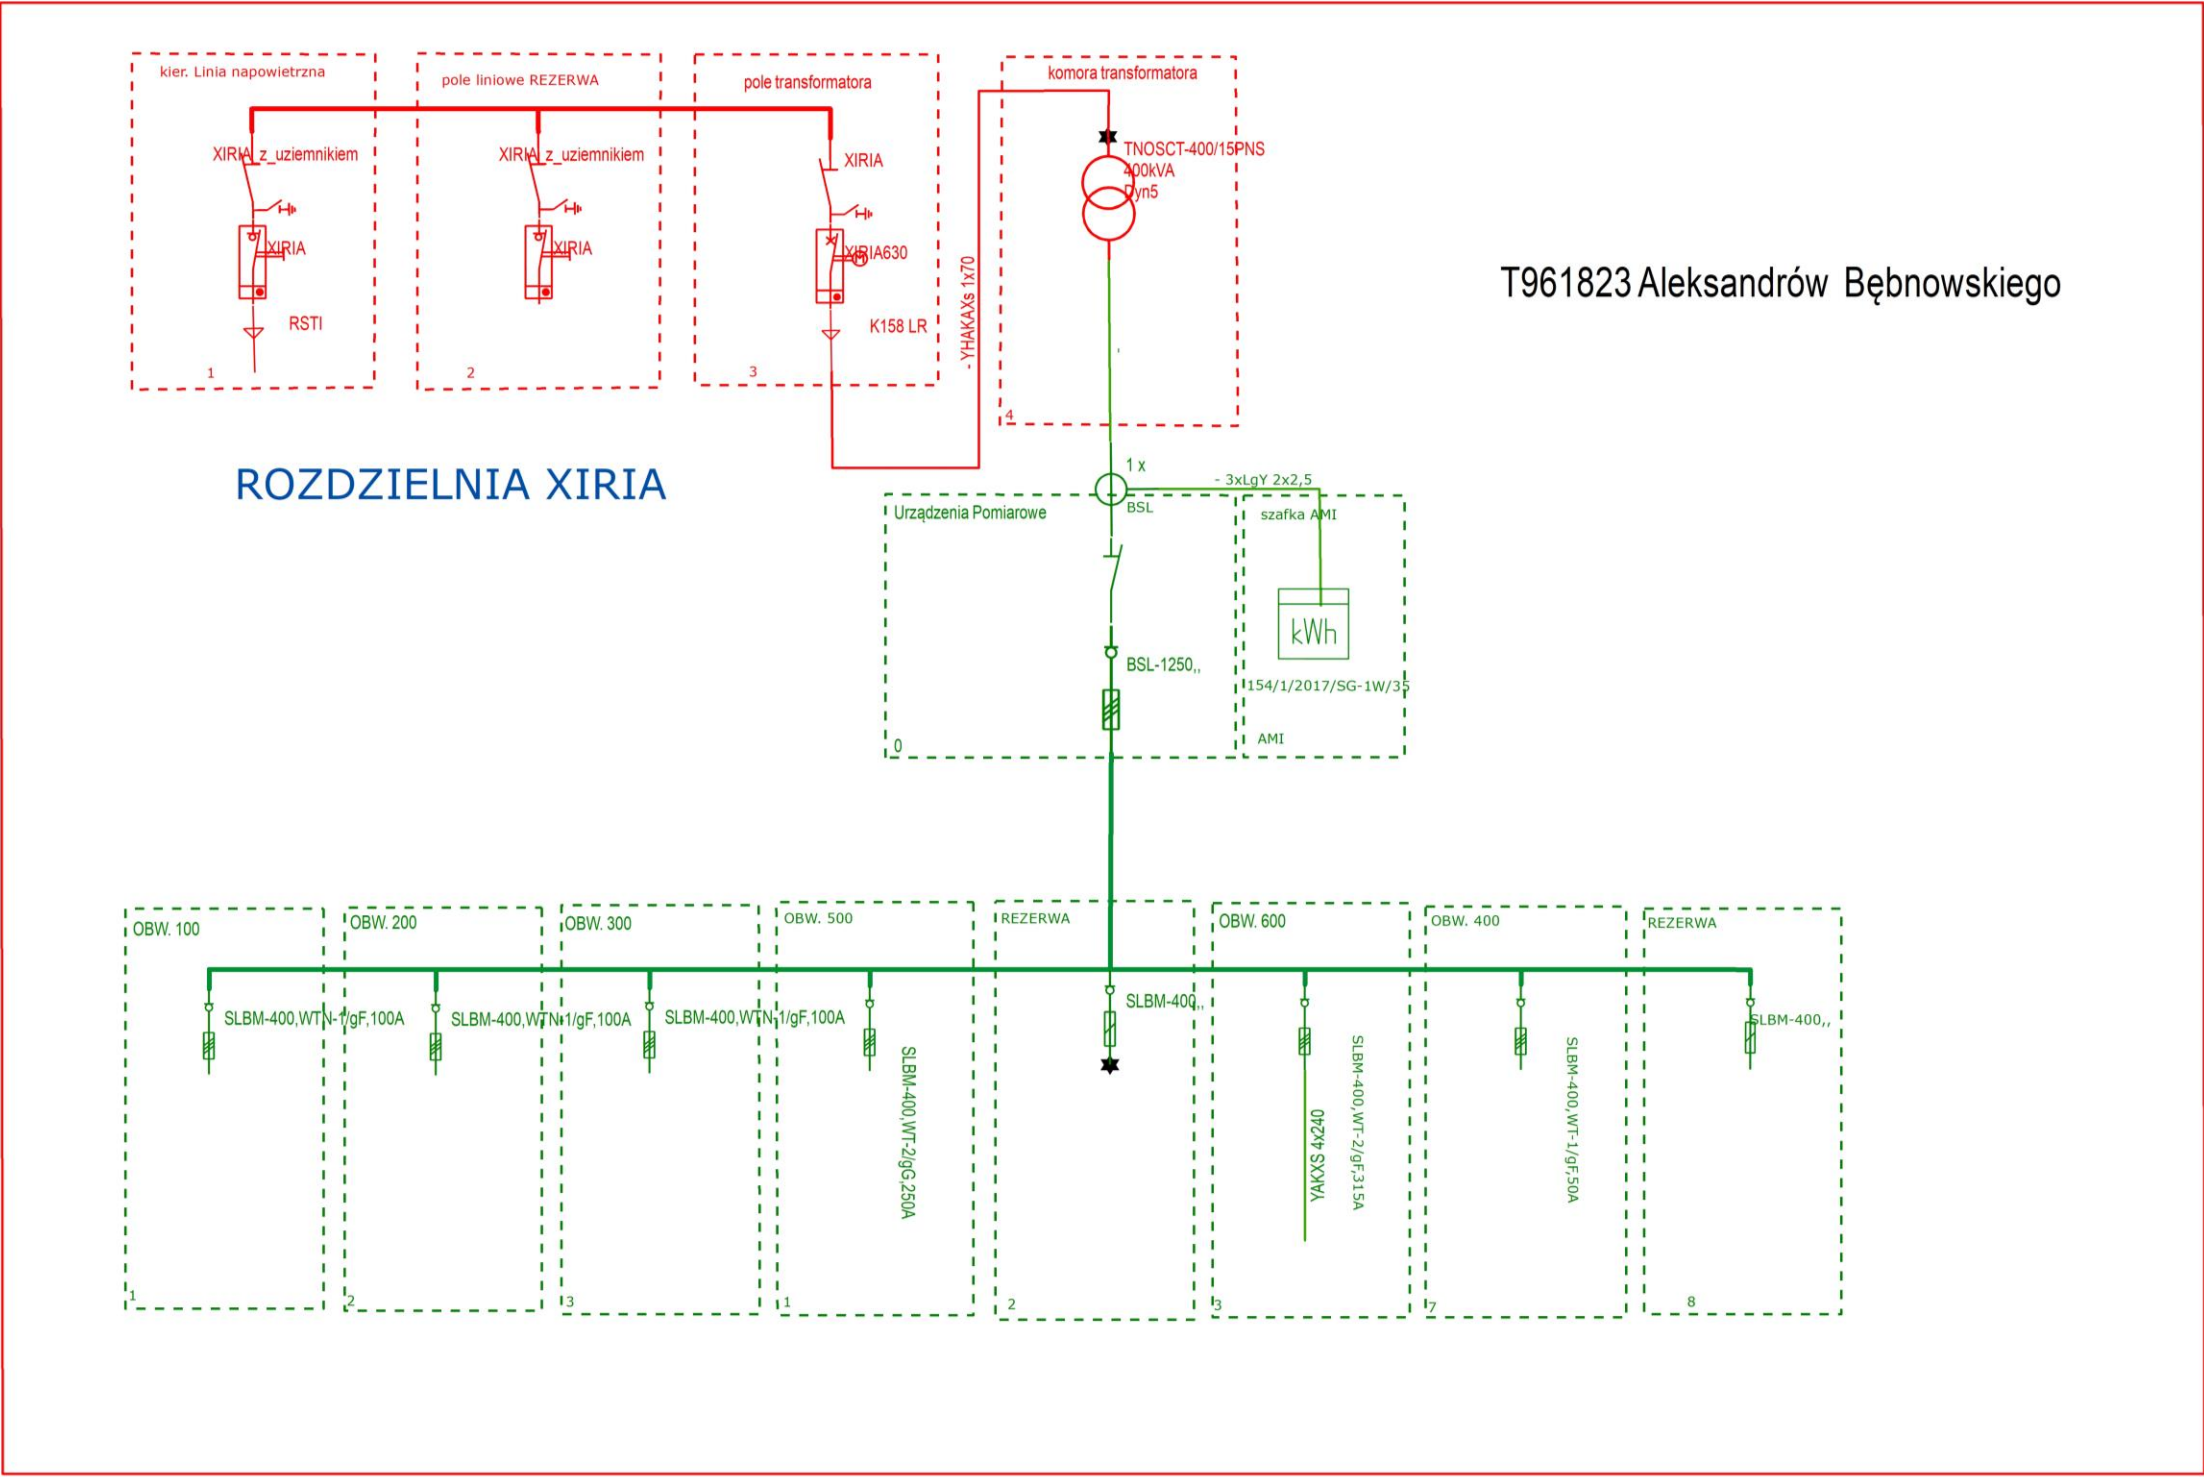 kier. Linia napowietrzna
pole liniowe REZERWA
pole transformatora
komora transformatora
XIRIA_z_uziemnikiem
XIRIA_z_uziemnikiem
XIRIA
TNOSCT-400/15PNS
400kVA
Dyn5
XIRIA
XIRIA
XIRIA630
M
RSTI
K158 LR
- YHAKAXs 1x70
1
2
3
4
T961823 Aleksandrów Bębnowskiego
ROZDZIELNIA XIRIA
1 x
- 3xLgY 2x2,5
BSL
Urządzenia Pomiarowe
szafka AMI
kWh
BSL-1250,,
154/1/2017/SG-1W/35
0
AMI
OBW. 100
OBW. 200
OBW. 300
OBW. 500
REZERWA
OBW. 600
OBW. 400
REZERWA
SLBM-400,WTN-1/gF,100A
SLBM-400,WTN-1/gF,100A
SLBM-400,WTN-1/gF,100A
SLBM-400,WT-2/gG,250A
SLBM-400,,
YAKXS 4x240
SLBM-400,WT-2/gF,315A
SLBM-400,WT-1/gF,50A
SLBM-400,,
1
2
3
1
2
3
7
8